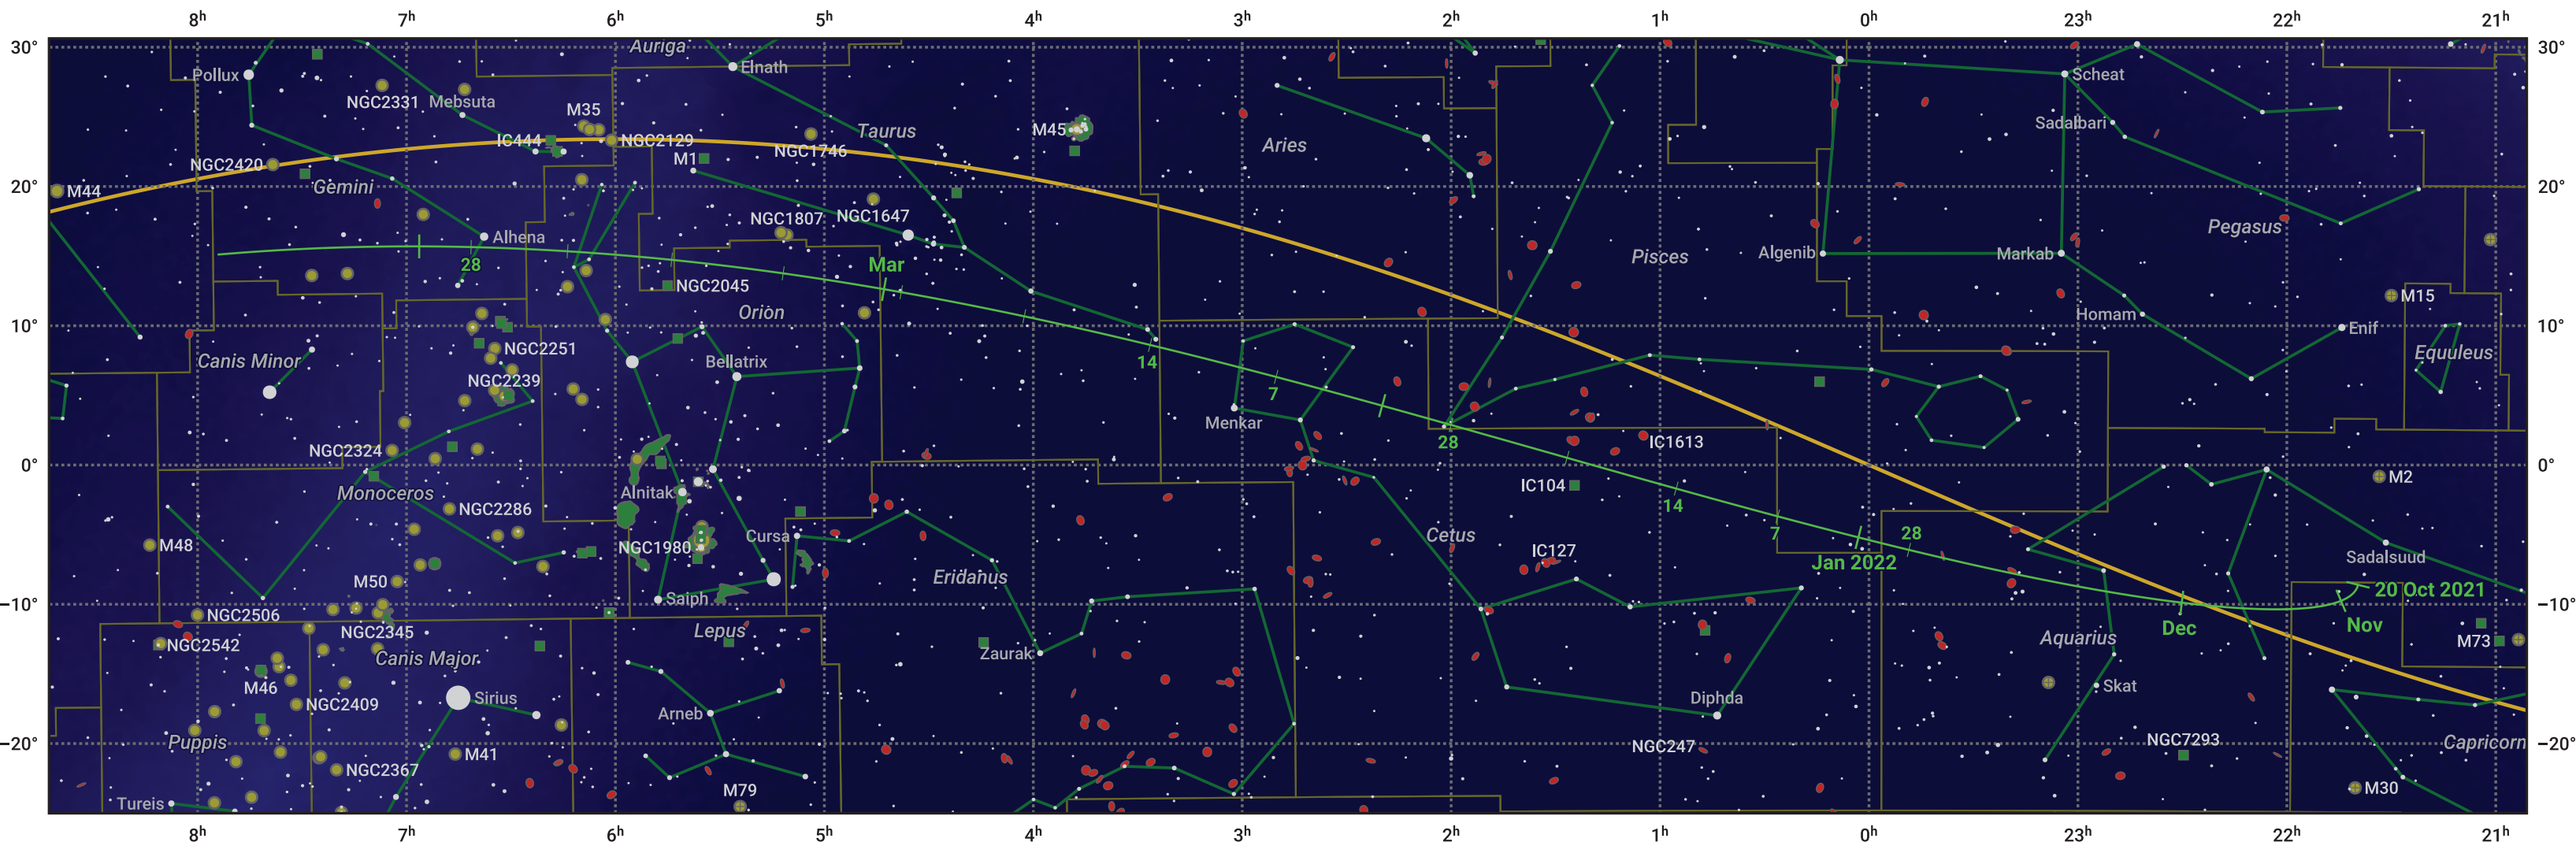 8ʰ 7ʰ 6ʰ 5ʰ 4ʰ 3ʰ 2ʰ 1ʰ 0ʰ 23ʰ 22ʰ 21ʰ
30° Auriga 30°
Pollux Elnath Scheat
NGC2331 Mebsuta
M35 M45 Taurus Sadalbari
IC444 NGC2129 NGC1746 Aries
NGC2420 M1
20° M44 Gemini 20°
NGC1807 NGC1647 Pegasus
Alhena Algenib Markab
28 Mar Pisces
NGC2045 M15
Orion Homam
10° Enif 10°
Canis Minor NGC2251 Bellatrix 14 Equuleus
NGC2239 7
Menkar
NGC2324 28 IC1613
0° 0°
Monoceros Alnitak IC104 M2
NGC2286 14
M48 NGC1980 Cursa Cetus 7 28
IC127 Jan 2022 Sadalsuud
M50 Eridanus
−10° NGC2506 Saiph 20 Oct 2021 −10°
NGC2345 Lepus Dec Nov
NGC2542 Canis Major Zaurak Aquarius M73
M46 Skat
NGC2409 Sirius Arneb Diphda
−20° Puppis NGC247 NGC7293 Capricorn −20°
M41
NGC2367 M79 M30
Tureis
8ʰ 7ʰ 6ʰ 5ʰ 4ʰ 3ʰ 2ʰ 1ʰ 0ʰ 23ʰ 22ʰ 21ʰ